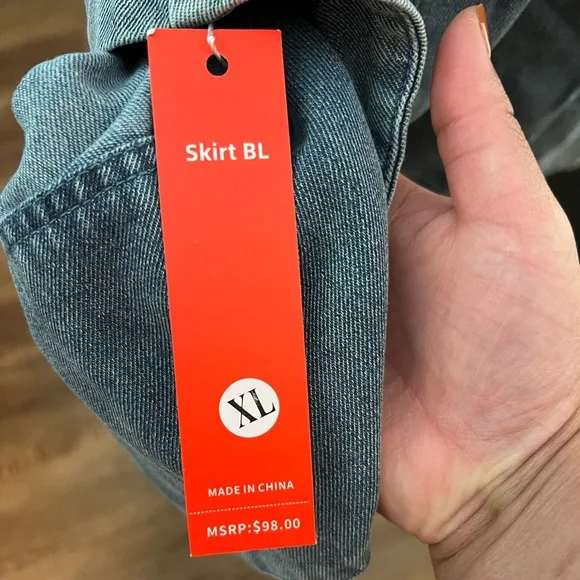 Skirt BL
XL
MADE IN CHINA
MSRP:$98.00